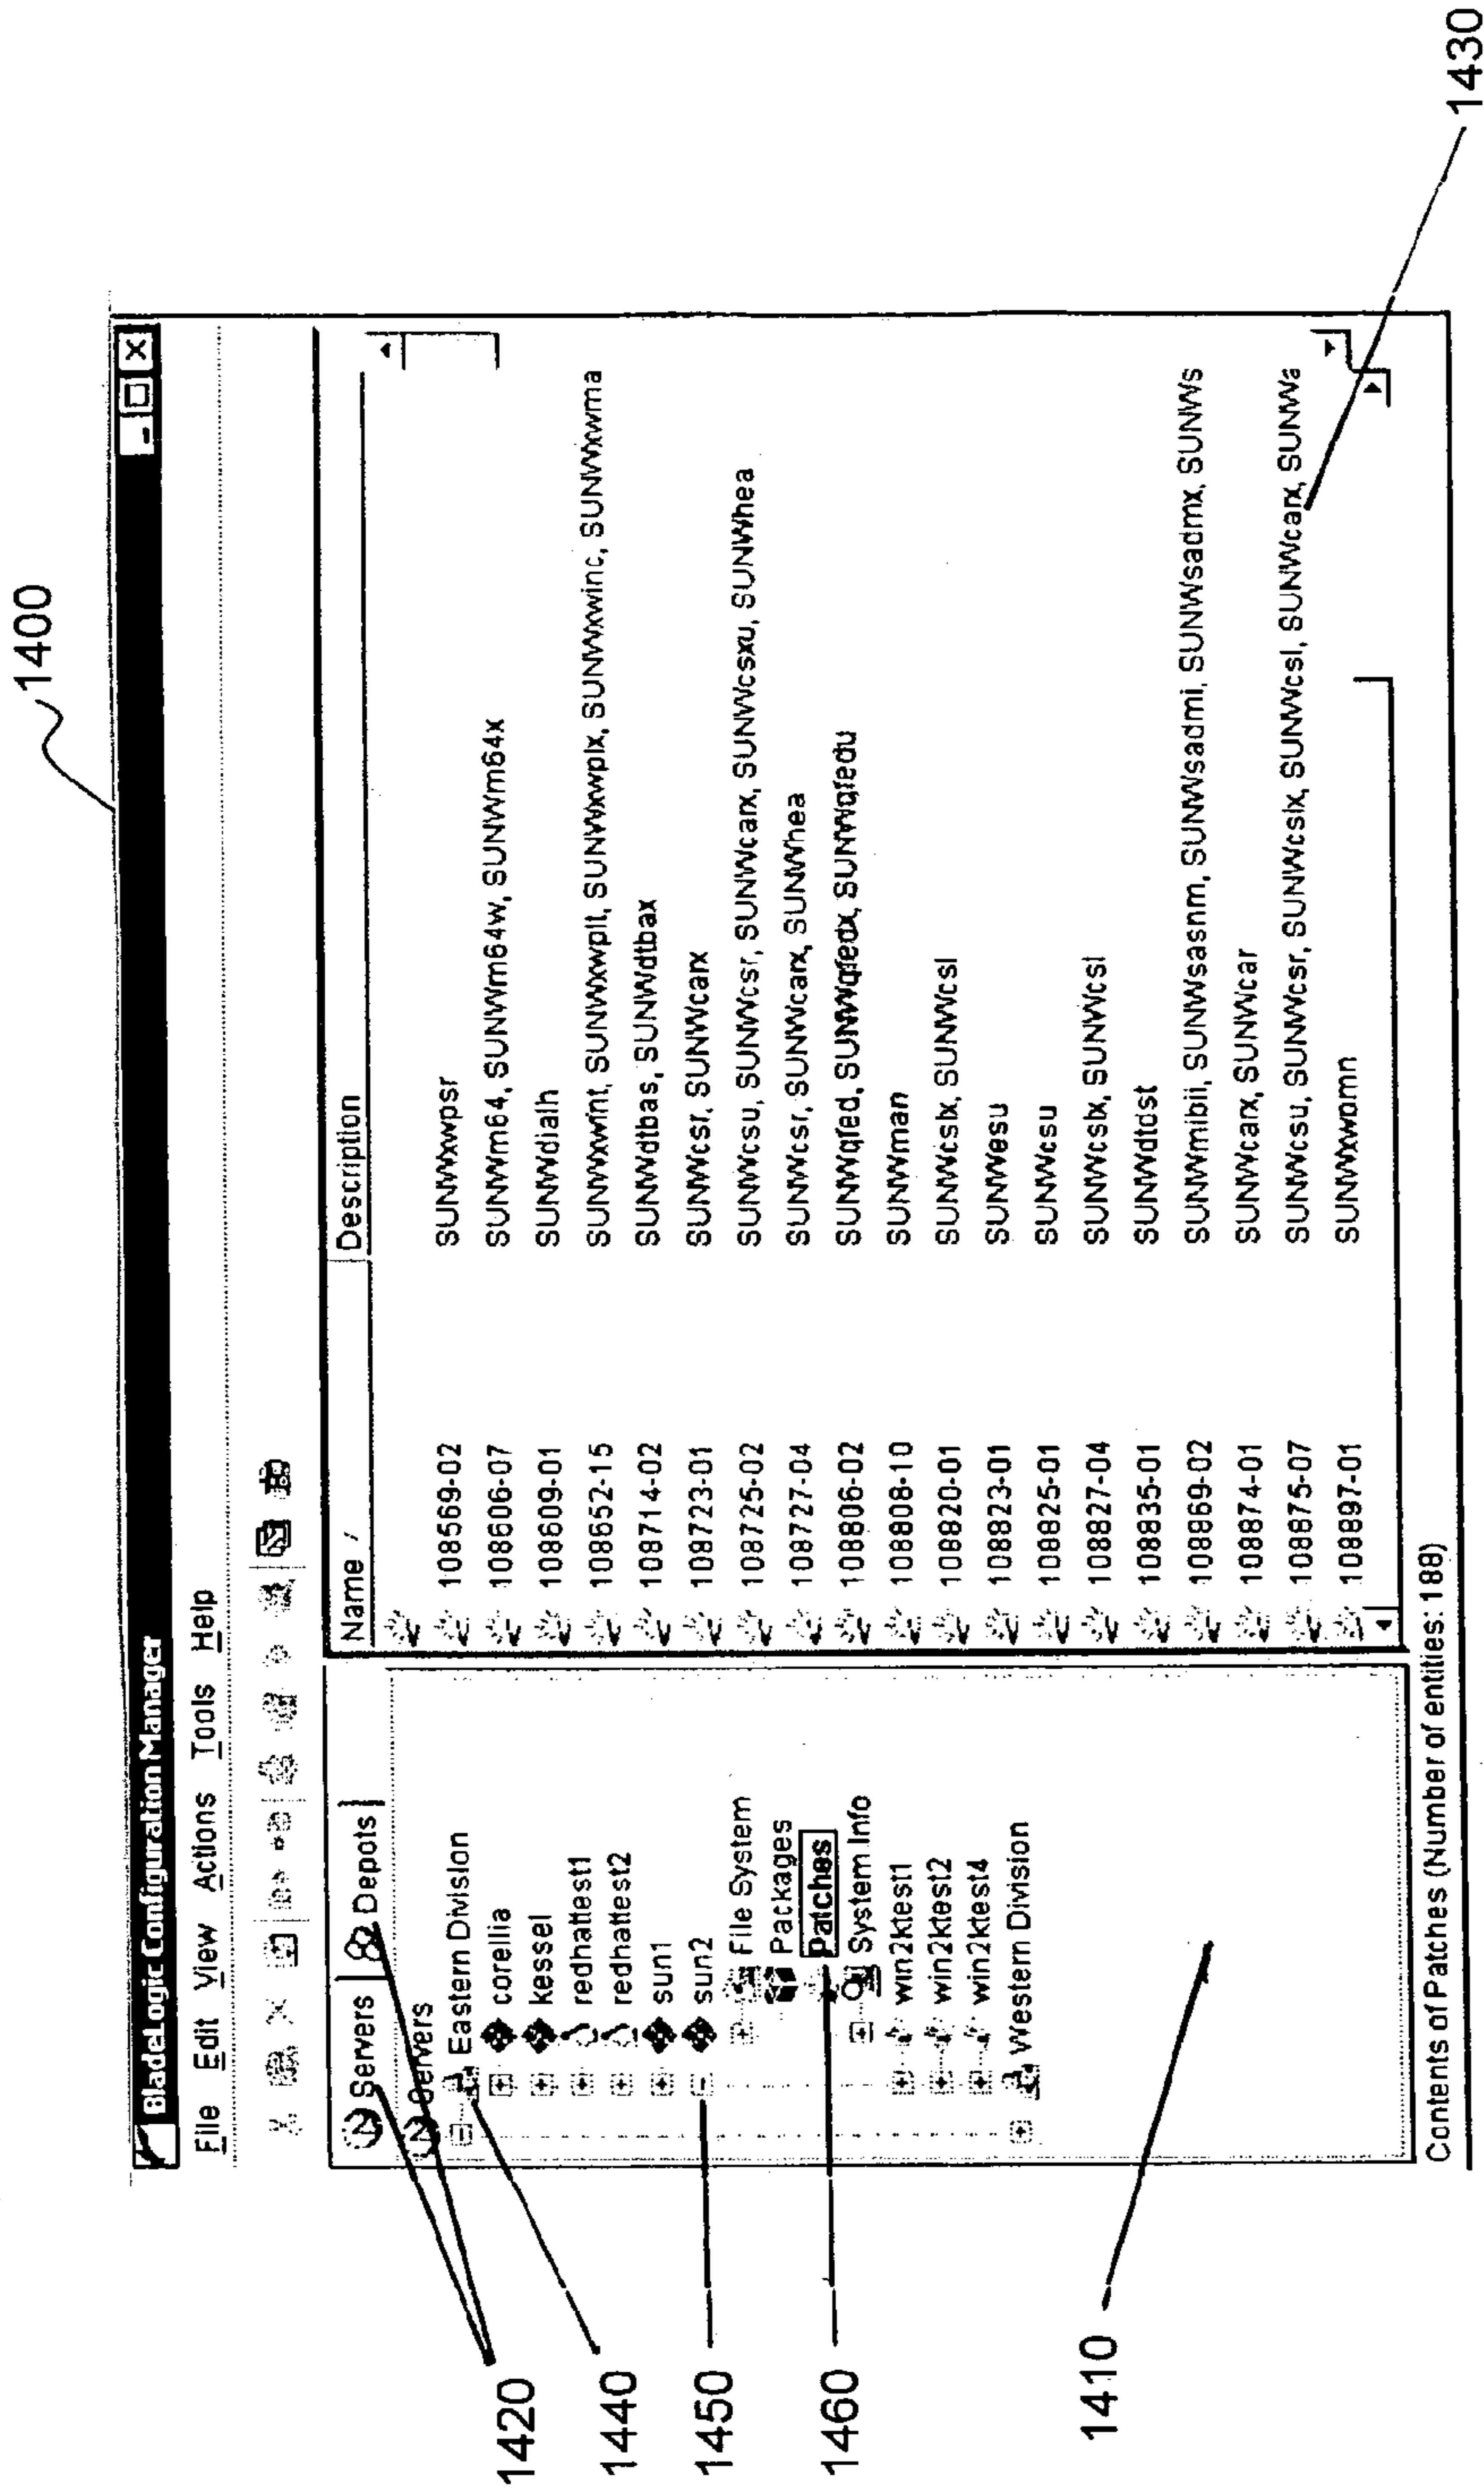 1400
BladeLogic Configuration Manager
File Edit View Actions Tools Help
Servers Depots
Servers
Eastern Division
corellia
kessel
redhattest1
redhattest2
sun1
sun2
File System
Packages
Patches
System Info
win2ktest1
win2ktest2
win2ktest4
Western Division
Name / Description
108569-02 SUNWxwpsr
108606-07 SUNWm64, SUNWm64w, SUNWm64x
108609-01 SUNWdialh
108652-15 SUNWxwfnt, SUNWxwplt, SUNWxwplx, SUNWxwinc, SUNWxwma
108714-02 SUNWdtbas, SUNWdtbax
108723-01 SUNWcsr, SUNWcarx
108725-02 SUNWcsu, SUNWcsr, SUNWcarx, SUNWcsxu, SUNWhea
108727-04 SUNWcsr, SUNWcarx, SUNWhea
108806-02 SUNWqfed, SUNWqfedx, SUNWqfedu
108808-10 SUNWman
108820-01 SUNWcslx, SUNWcsl
108823-01 SUNWesu
108825-01 SUNWcsu
108827-04 SUNWcslx, SUNWcsl
108835-01 SUNWdtdst
108869-02 SUNWmibii, SUNWsasnm, SUNWsadmi, SUNWsadmx, SUNWs
108874-01 SUNWcarx, SUNWcar
108875-07 SUNWcsu, SUNWcsr, SUNWcslx, SUNWcsl, SUNWcarx, SUNWa
108897-01 SUNWxwpmn
Contents of Patches (Number of entities: 188)
1420
1440
1450
1460
1410
1430